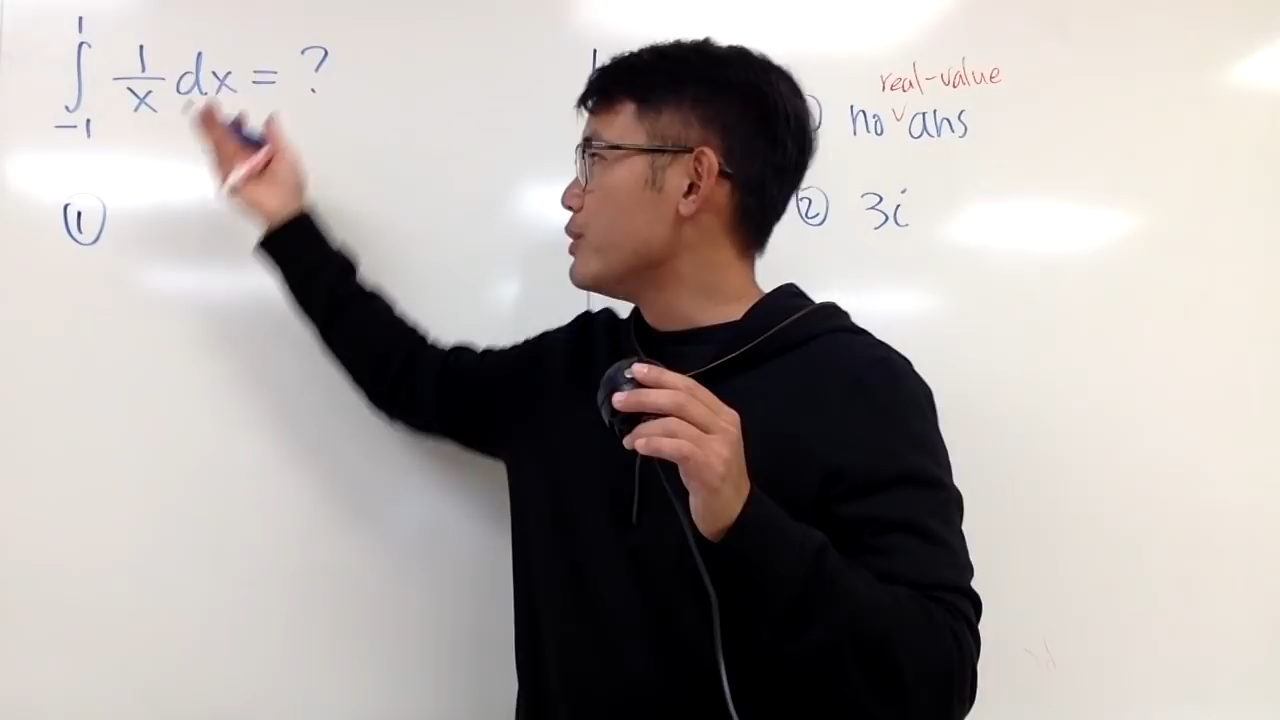 ∫₋₁¹ 1/x dx = ?
①
real-value
no ✓ ans
② 3i